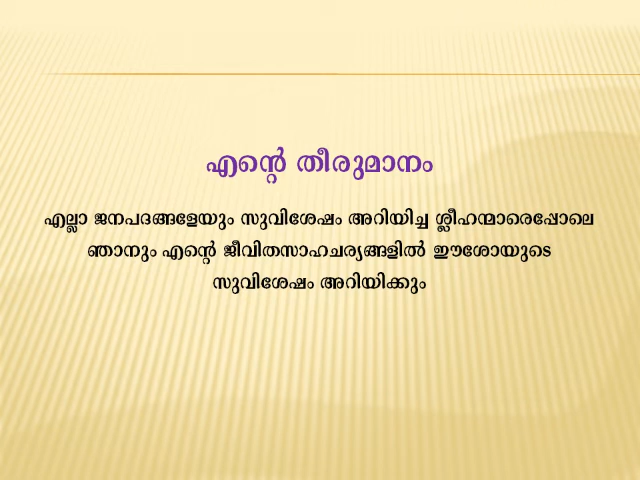 എന്റെ തീരുമാനം
എല്ലാ ജനപദങ്ങളേയും സുവിശേഷം അറിയിച്ച ശ്ലീഹന്മാരെപ്പോലെ
ഞാനും എന്റെ ജീവിതസാഹചര്യങ്ങളിൽ ഈശോയുടെ
സുവിശേഷം അറിയിക്കും